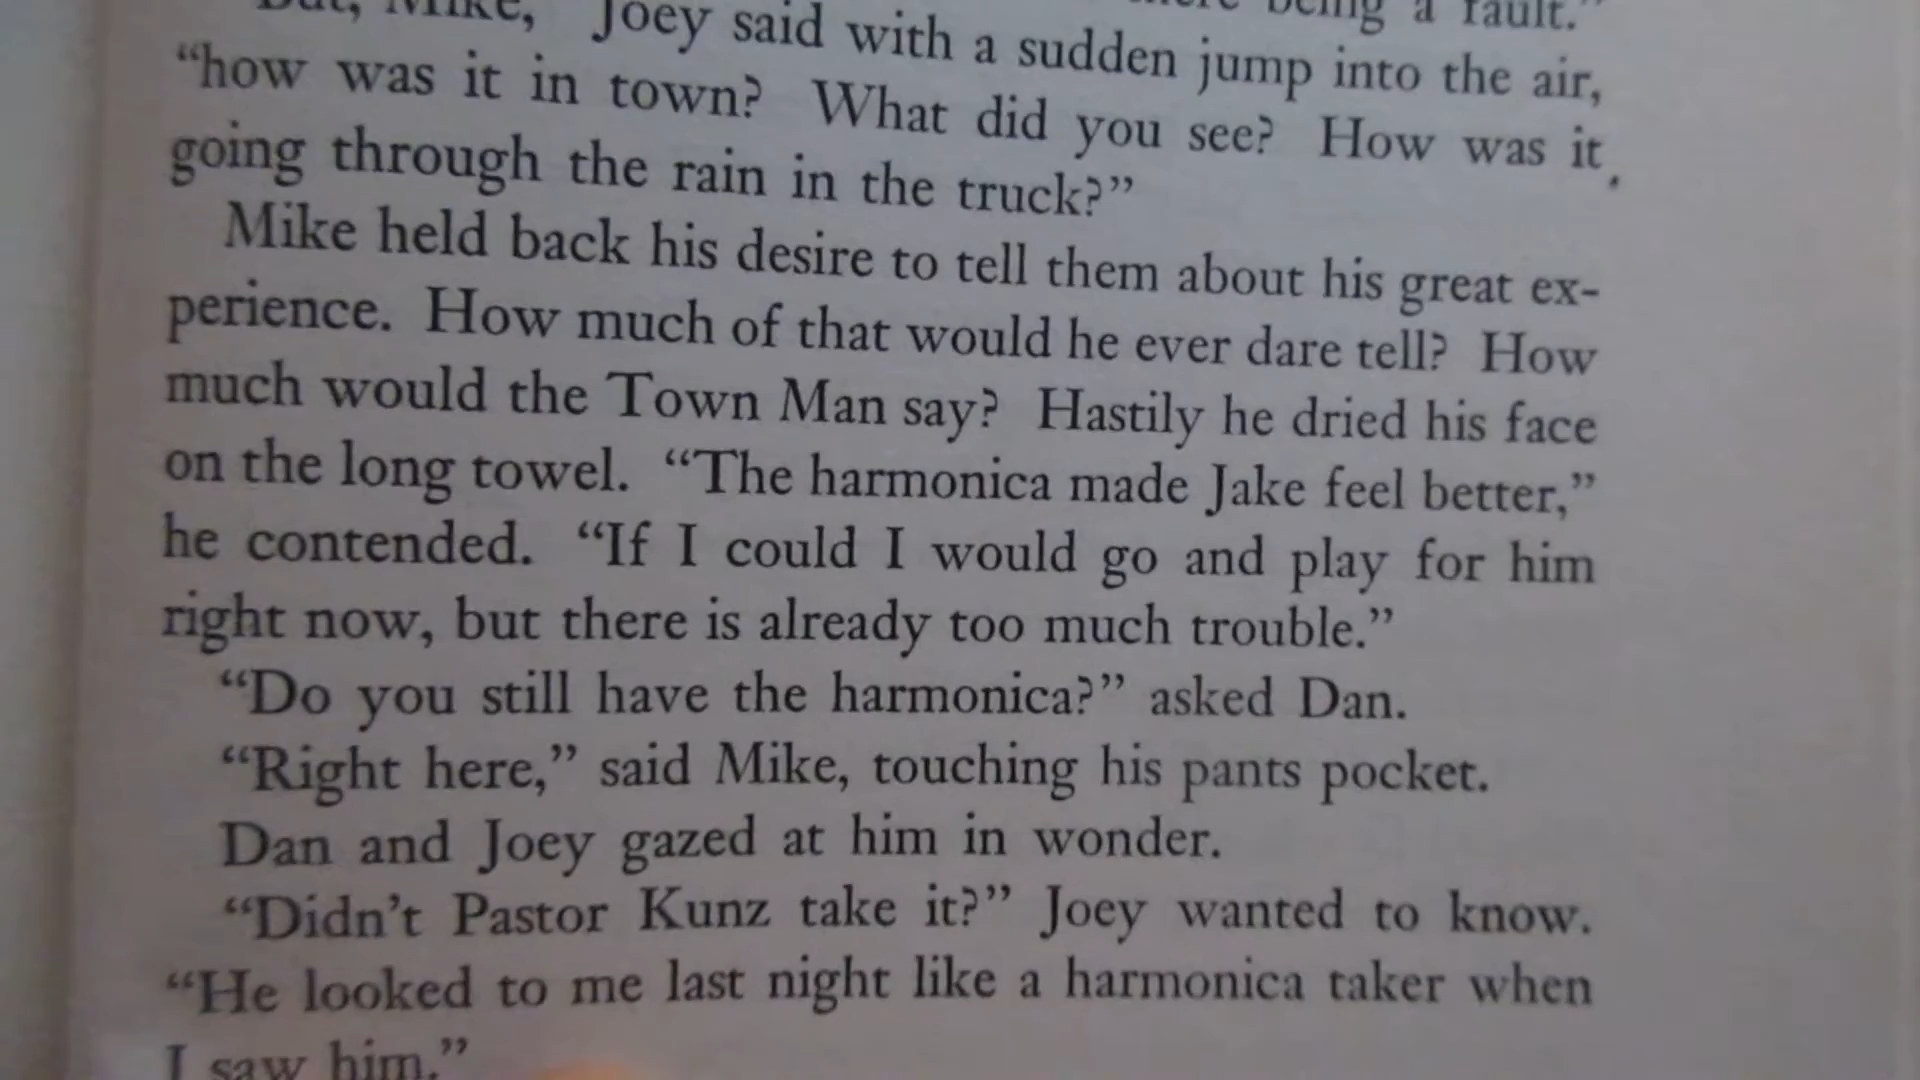 "But, Mike," Joey said with a sudden jump into the air,
being a fault."
"how was it in town? What did you see? How was it
going through the rain in the truck?"
Mike held back his desire to tell them about his great ex-
perience. How much of that would he ever dare tell? How
much would the Town Man say? Hastily he dried his face
on the long towel. "The harmonica made Jake feel better,"
he contended. "If I could I would go and play for him
right now, but there is already too much trouble."
"Do you still have the harmonica?" asked Dan.
"Right here," said Mike, touching his pants pocket.
Dan and Joey gazed at him in wonder.
"Didn't Pastor Kunz take it?" Joey wanted to know.
"He looked to me last night like a harmonica taker when
I saw him."